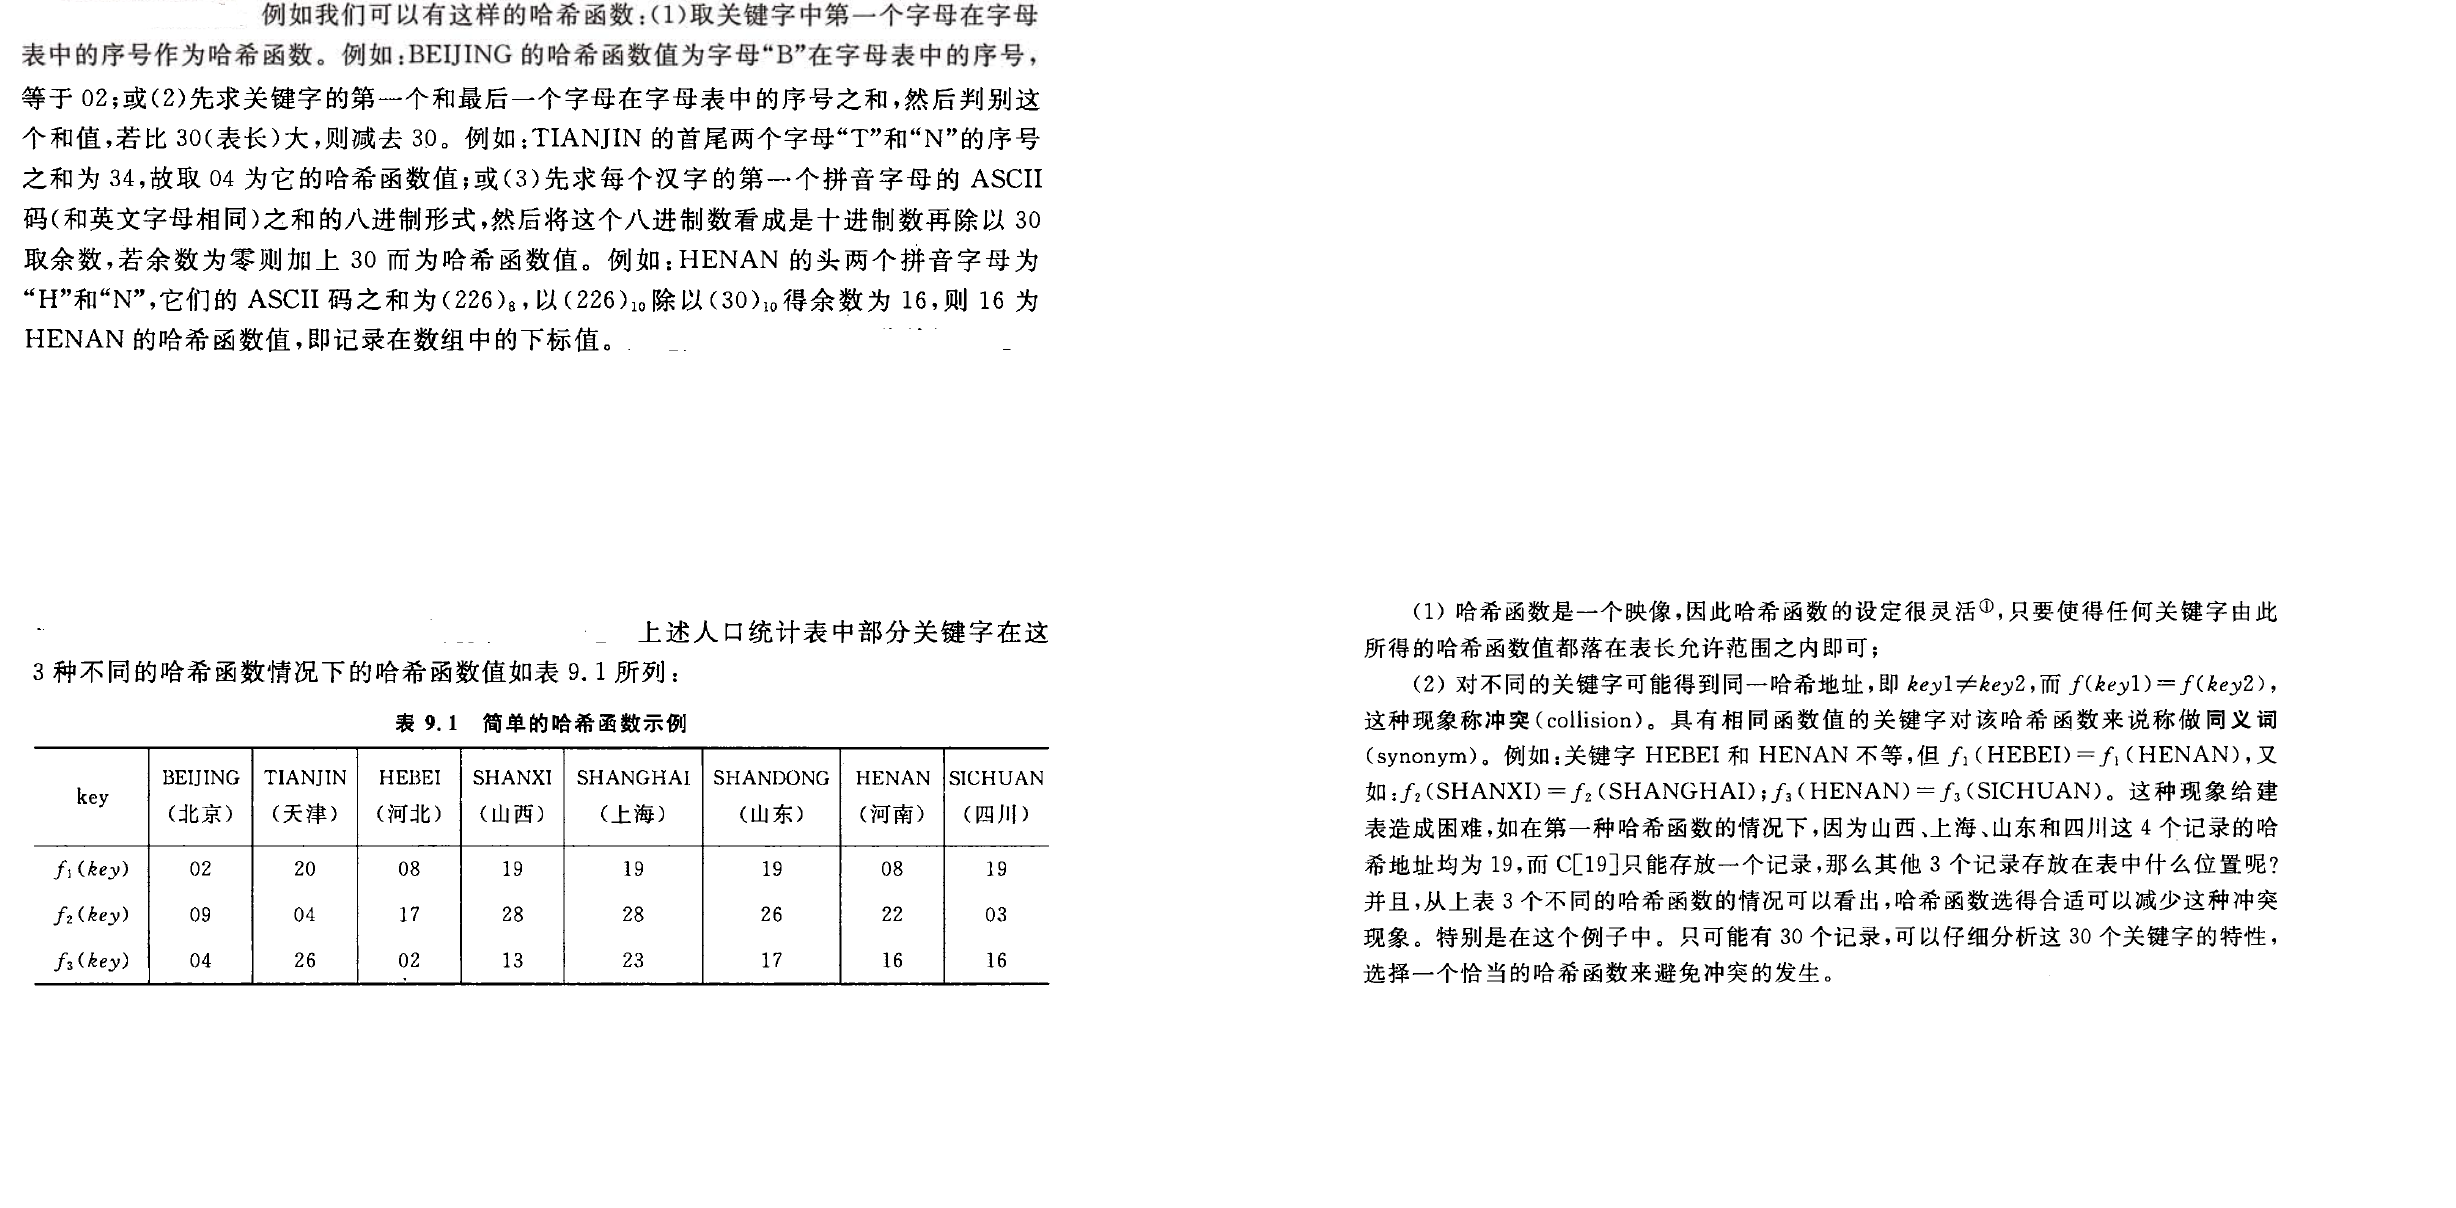 例如我们可以有这样的哈希函数:(1)取关键字中第一个字母在字母
表中的序号作为哈希函数。例如:BEIJING 的哈希函数值为字母“B”在字母表中的序号,
等于 02;或(2)先求关键字的第一个和最后一个字母在字母表中的序号之和,然后判别这
个和值,若比 30(表长)大,则减去 30。例如:TIANJIN 的首尾两个字母“T”和“N”的序号
之和为 34,故取 04 为它的哈希函数值;或(3)先求每个汉字的第一个拼音字母的 ASCII
码(和英文字母相同)之和的八进制形式,然后将这个八进制数看成是十进制数再除以 30
取余数,若余数为零则加上 30 而为哈希函数值。例如:HENAN 的头两个拼音字母为
“H”和“N”,它们的 ASCII 码之和为(226)₈,以(226)₁₀除以(30)₁₀得余数为 16,则 16 为
HENAN 的哈希函数值,即记录在数组中的下标值。
上述人口统计表中部分关键字在这
3 种不同的哈希函数情况下的哈希函数值如表 9.1 所列:
表 9.1 简单的哈希函数示例
key BEIJING TIANJIN HEBEI SHANXI SHANGHAI SHANDONG HENAN SICHUAN
(北京) (天津) (河北) (山西) (上海) (山东) (河南) (四川)
f₁(key) 02 20 08 19 19 19 08 19
f₂(key) 09 04 17 28 28 26 22 03
f₃(key) 04 26 02 13 23 17 16 16
(1) 哈希函数是一个映像,因此哈希函数的设定很灵活①,只要使得任何关键字由此
所得的哈希函数值都落在表长允许范围之内即可;
(2) 对不同的关键字可能得到同一哈希地址,即 key1≠key2,而 f(key1)=f(key2),
这种现象称冲突(collision)。具有相同函数值的关键字对该哈希函数来说称做同义词
(synonym)。例如:关键字 HEBEI 和 HENAN 不等,但 f₁(HEBEI)=f₁(HENAN),又
如:f₂(SHANXI)=f₂(SHANGHAI);f₃(HENAN)=f₃(SICHUAN)。这种现象给建
表造成困难,如在第一种哈希函数的情况下,因为山西、上海、山东和四川这 4 个记录的哈
希地址均为 19,而 C[19]只能存放一个记录,那么其他 3 个记录存放在表中什么位置呢?
并且,从上表 3 个不同的哈希函数的情况可以看出,哈希函数选得合适可以减少这种冲突
现象。特别是在这个例子中。只可能有 30 个记录,可以仔细分析这 30 个关键字的特性,
选择一个恰当的哈希函数来避免冲突的发生。